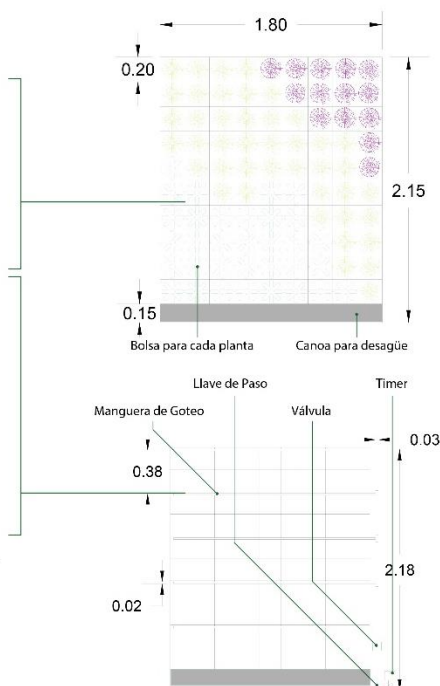 1.80
0.20
2.15
0.15
Bolsa para cada planta
Canoa para desagüe
Llave de Paso
Timer
Manguera de Goteo
Válvula
0.03
0.38
2.18
0.02